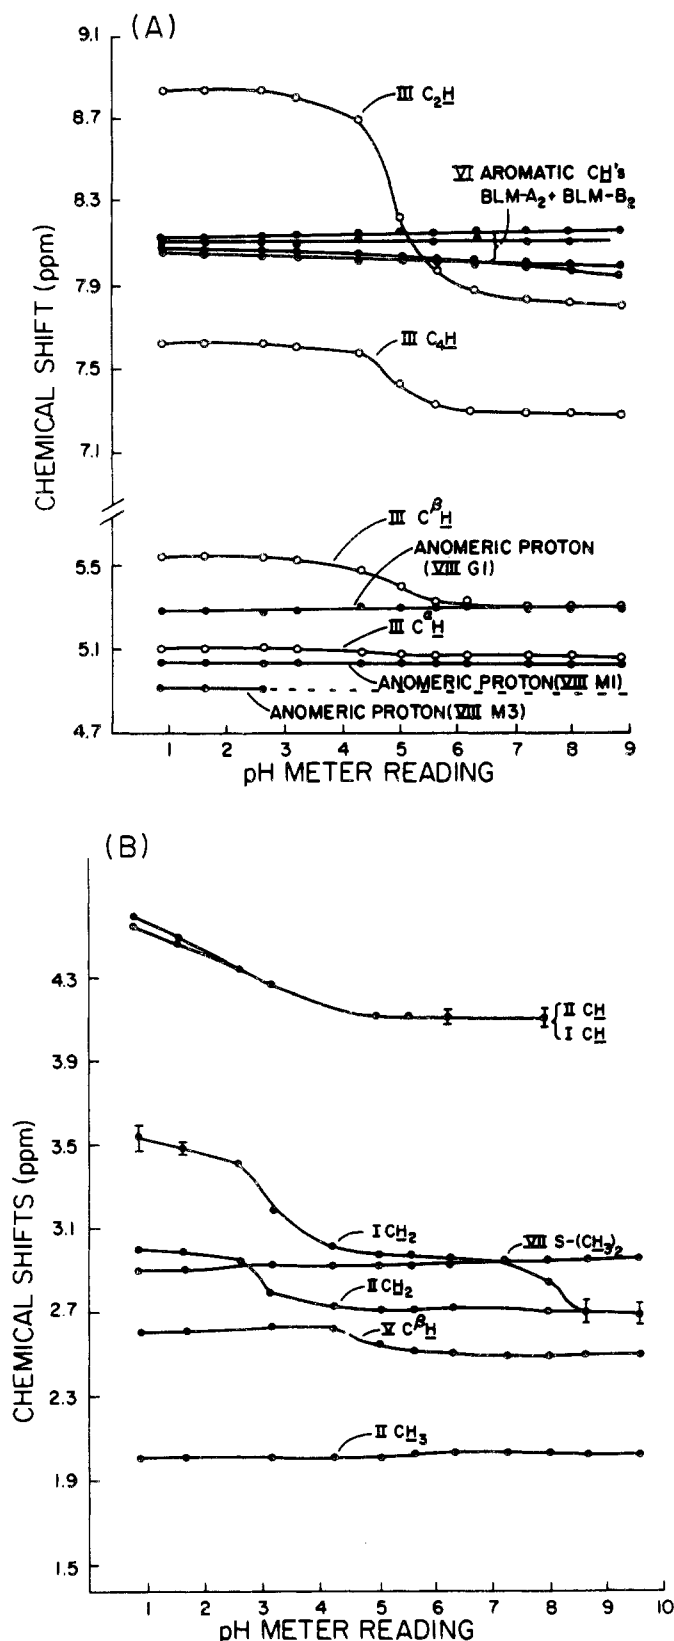 (A)
9.1
8.7
8.3
7.9
7.5
7.1
5.5
5.1
4.7
CHEMICAL SHIFT (ppm)
III C₂H
VI AROMATIC CH's
BLM-A₂ + BLM-B₂
III C₄H
III CᵝH
ANOMERIC PROTON
(VIII G1)
III CᵅH
ANOMERIC PROTON (VIII M1)
ANOMERIC PROTON (VIII M3)
1 2 3 4 5 6 7 8 9
pH METER READING
(B)
4.3
3.9
3.5
3.1
2.7
2.3
1.9
1.5
CHEMICAL SHIFTS (ppm)
II CH
I CH
I CH₂
VII S-(CH₃)₂
II CH₂
V CᵝH
II CH₃
1 2 3 4 5 6 7 8 9 10
pH METER READING